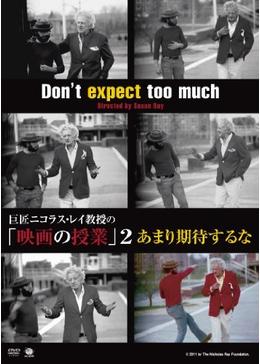 Don't expect too much
Directed by Susan Ray
巨匠ニコラス・レイ教授の
「映画の授業」2 あまり期待するな
DVD
© 2011 by The Nicholas Ray Foundation.